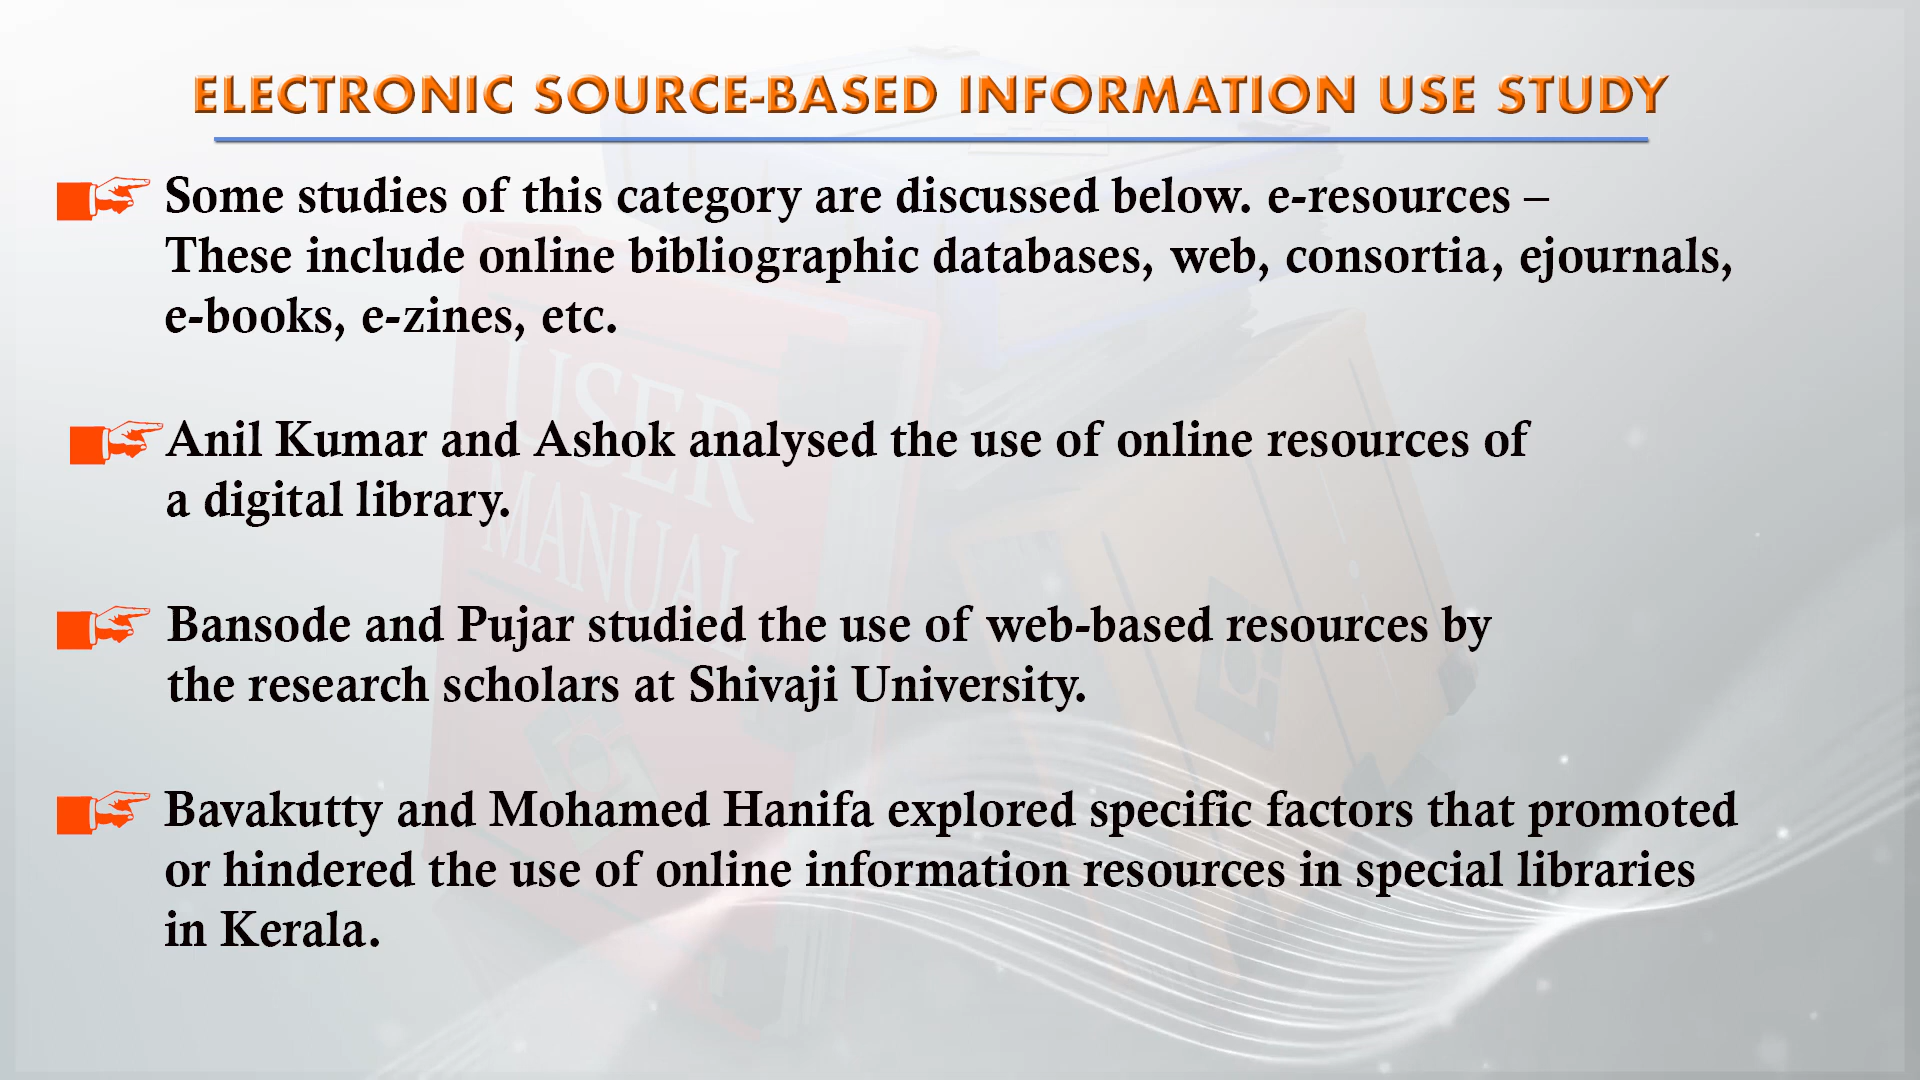 ELECTRONIC SOURCE-BASED INFORMATION USE STUDY
Some studies of this category are discussed below. e-resources –
These include online bibliographic databases, web, consortia, ejournals,
e-books, e-zines, etc.
Anil Kumar and Ashok analysed the use of online resources of
a digital library.
Bansode and Pujar studied the use of web-based resources by
the research scholars at Shivaji University.
Bavakutty and Mohamed Hanifa explored specific factors that promoted
or hindered the use of online information resources in special libraries
in Kerala.
USER
MANUAL